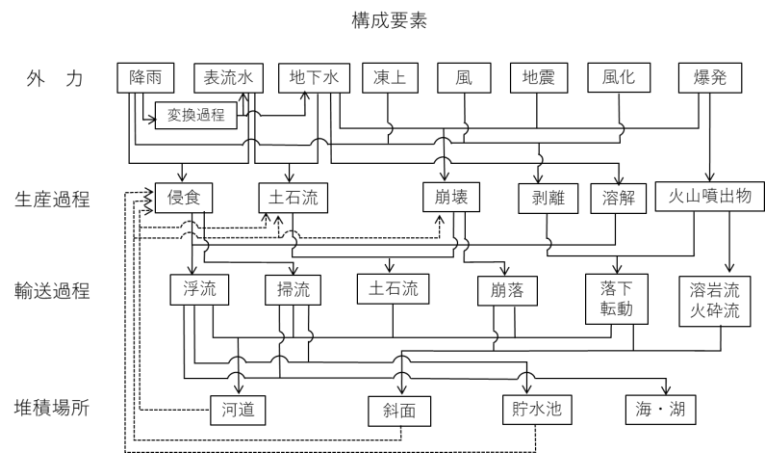 構成要素
外　力
降雨
表流水
地下水
凍上
風
地震
風化
爆発
変換過程
生産過程
侵食
土石流
崩壊
剥離
溶解
火山噴出物
輸送過程
浮流
掃流
土石流
崩落
落下
転動
溶岩流
火砕流
堆積場所
河道
斜面
貯水池
海・湖